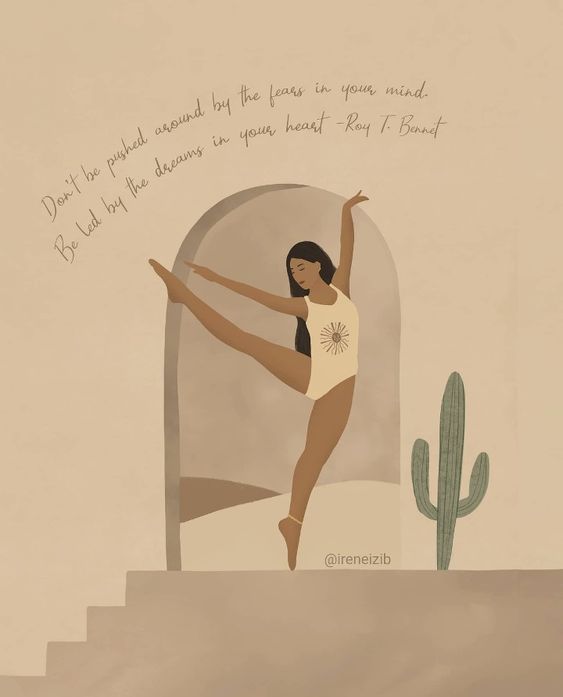 Don't be pushed around by the fears in your mind.
Be led by the dreams in your heart -Roy T. Bennet
@ireneizib